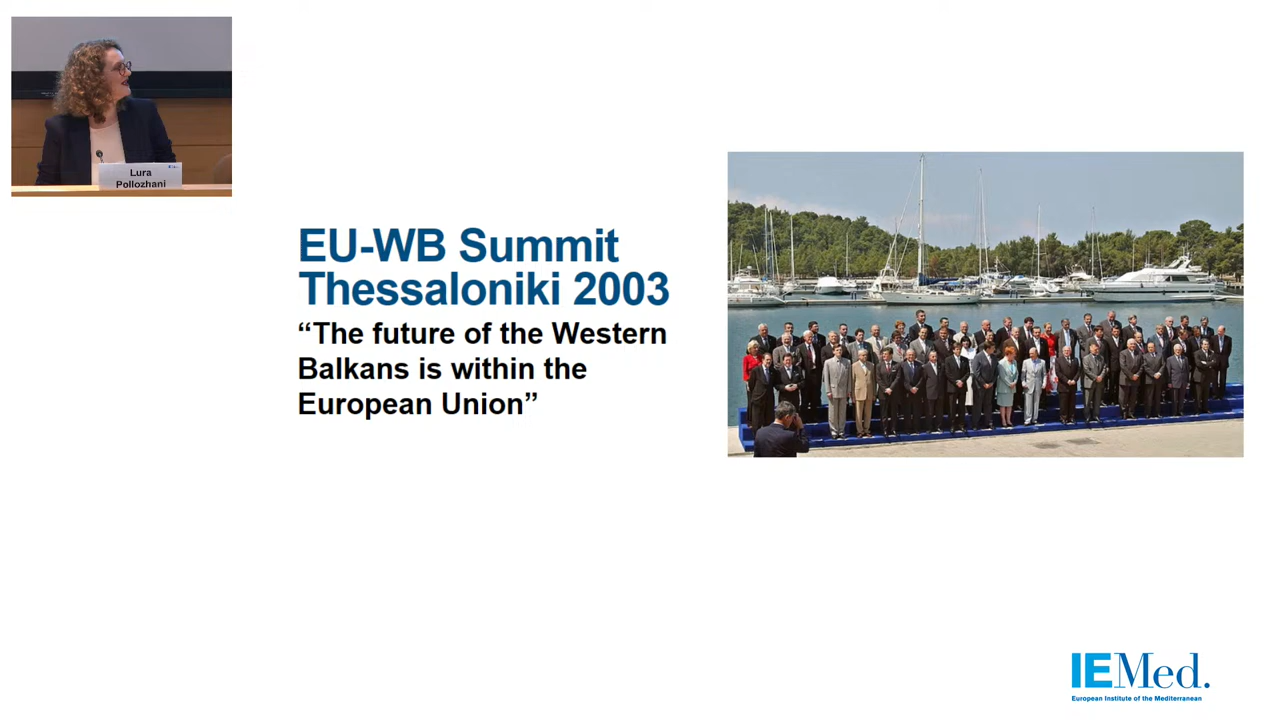 Lura
Pollozhani
EU-WB Summit
Thessaloniki 2003
“The future of the Western
Balkans is within the
European Union”
IEMed.
European Institute of the Mediterranean